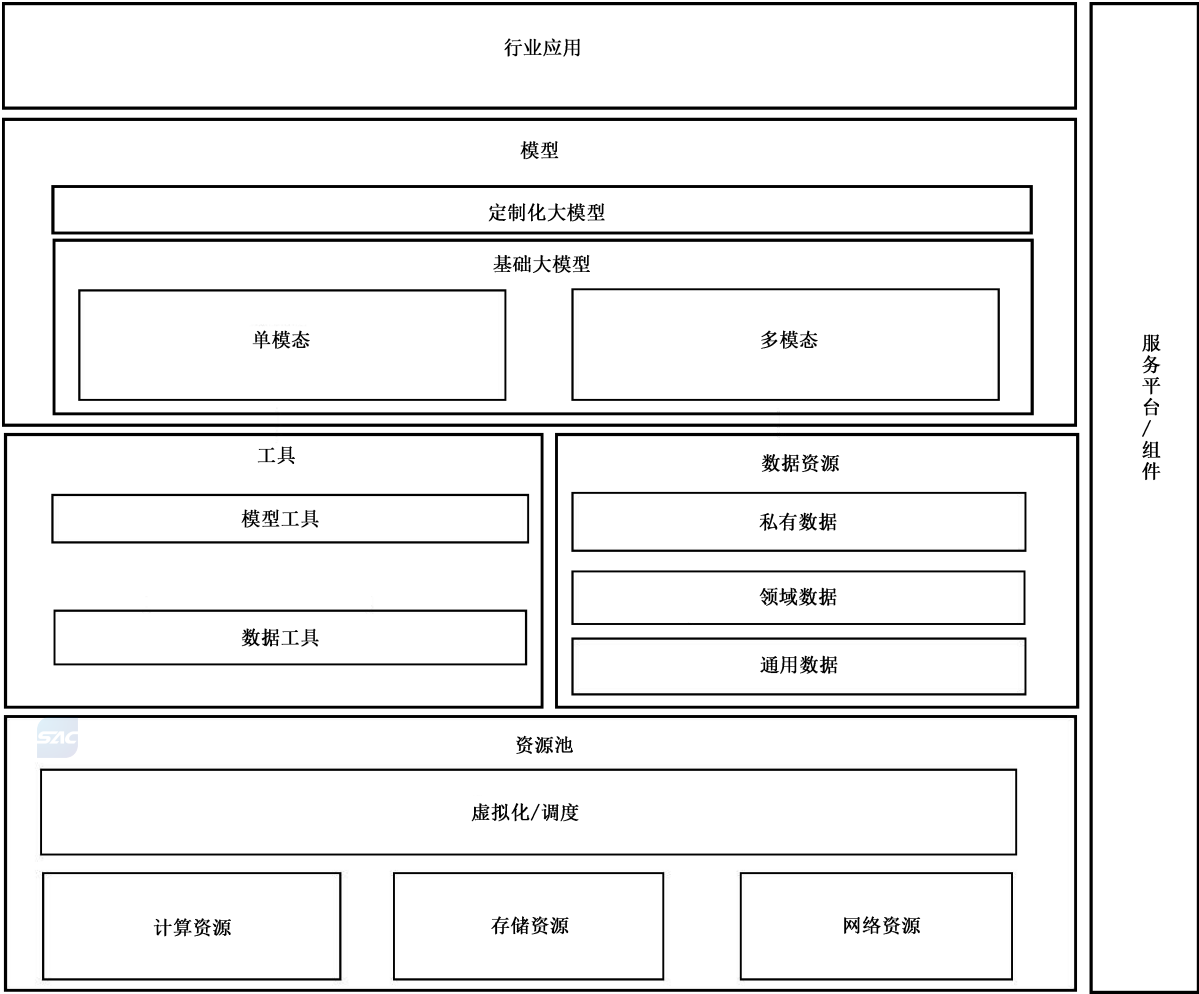 行业应用
模型
定制化大模型
基础大模型
单模态
多模态
工具
模型工具
数据工具
数据资源
私有数据
领域数据
通用数据
SAC
资源池
虚拟化/调度
计算资源
存储资源
网络资源
服务平台/组件